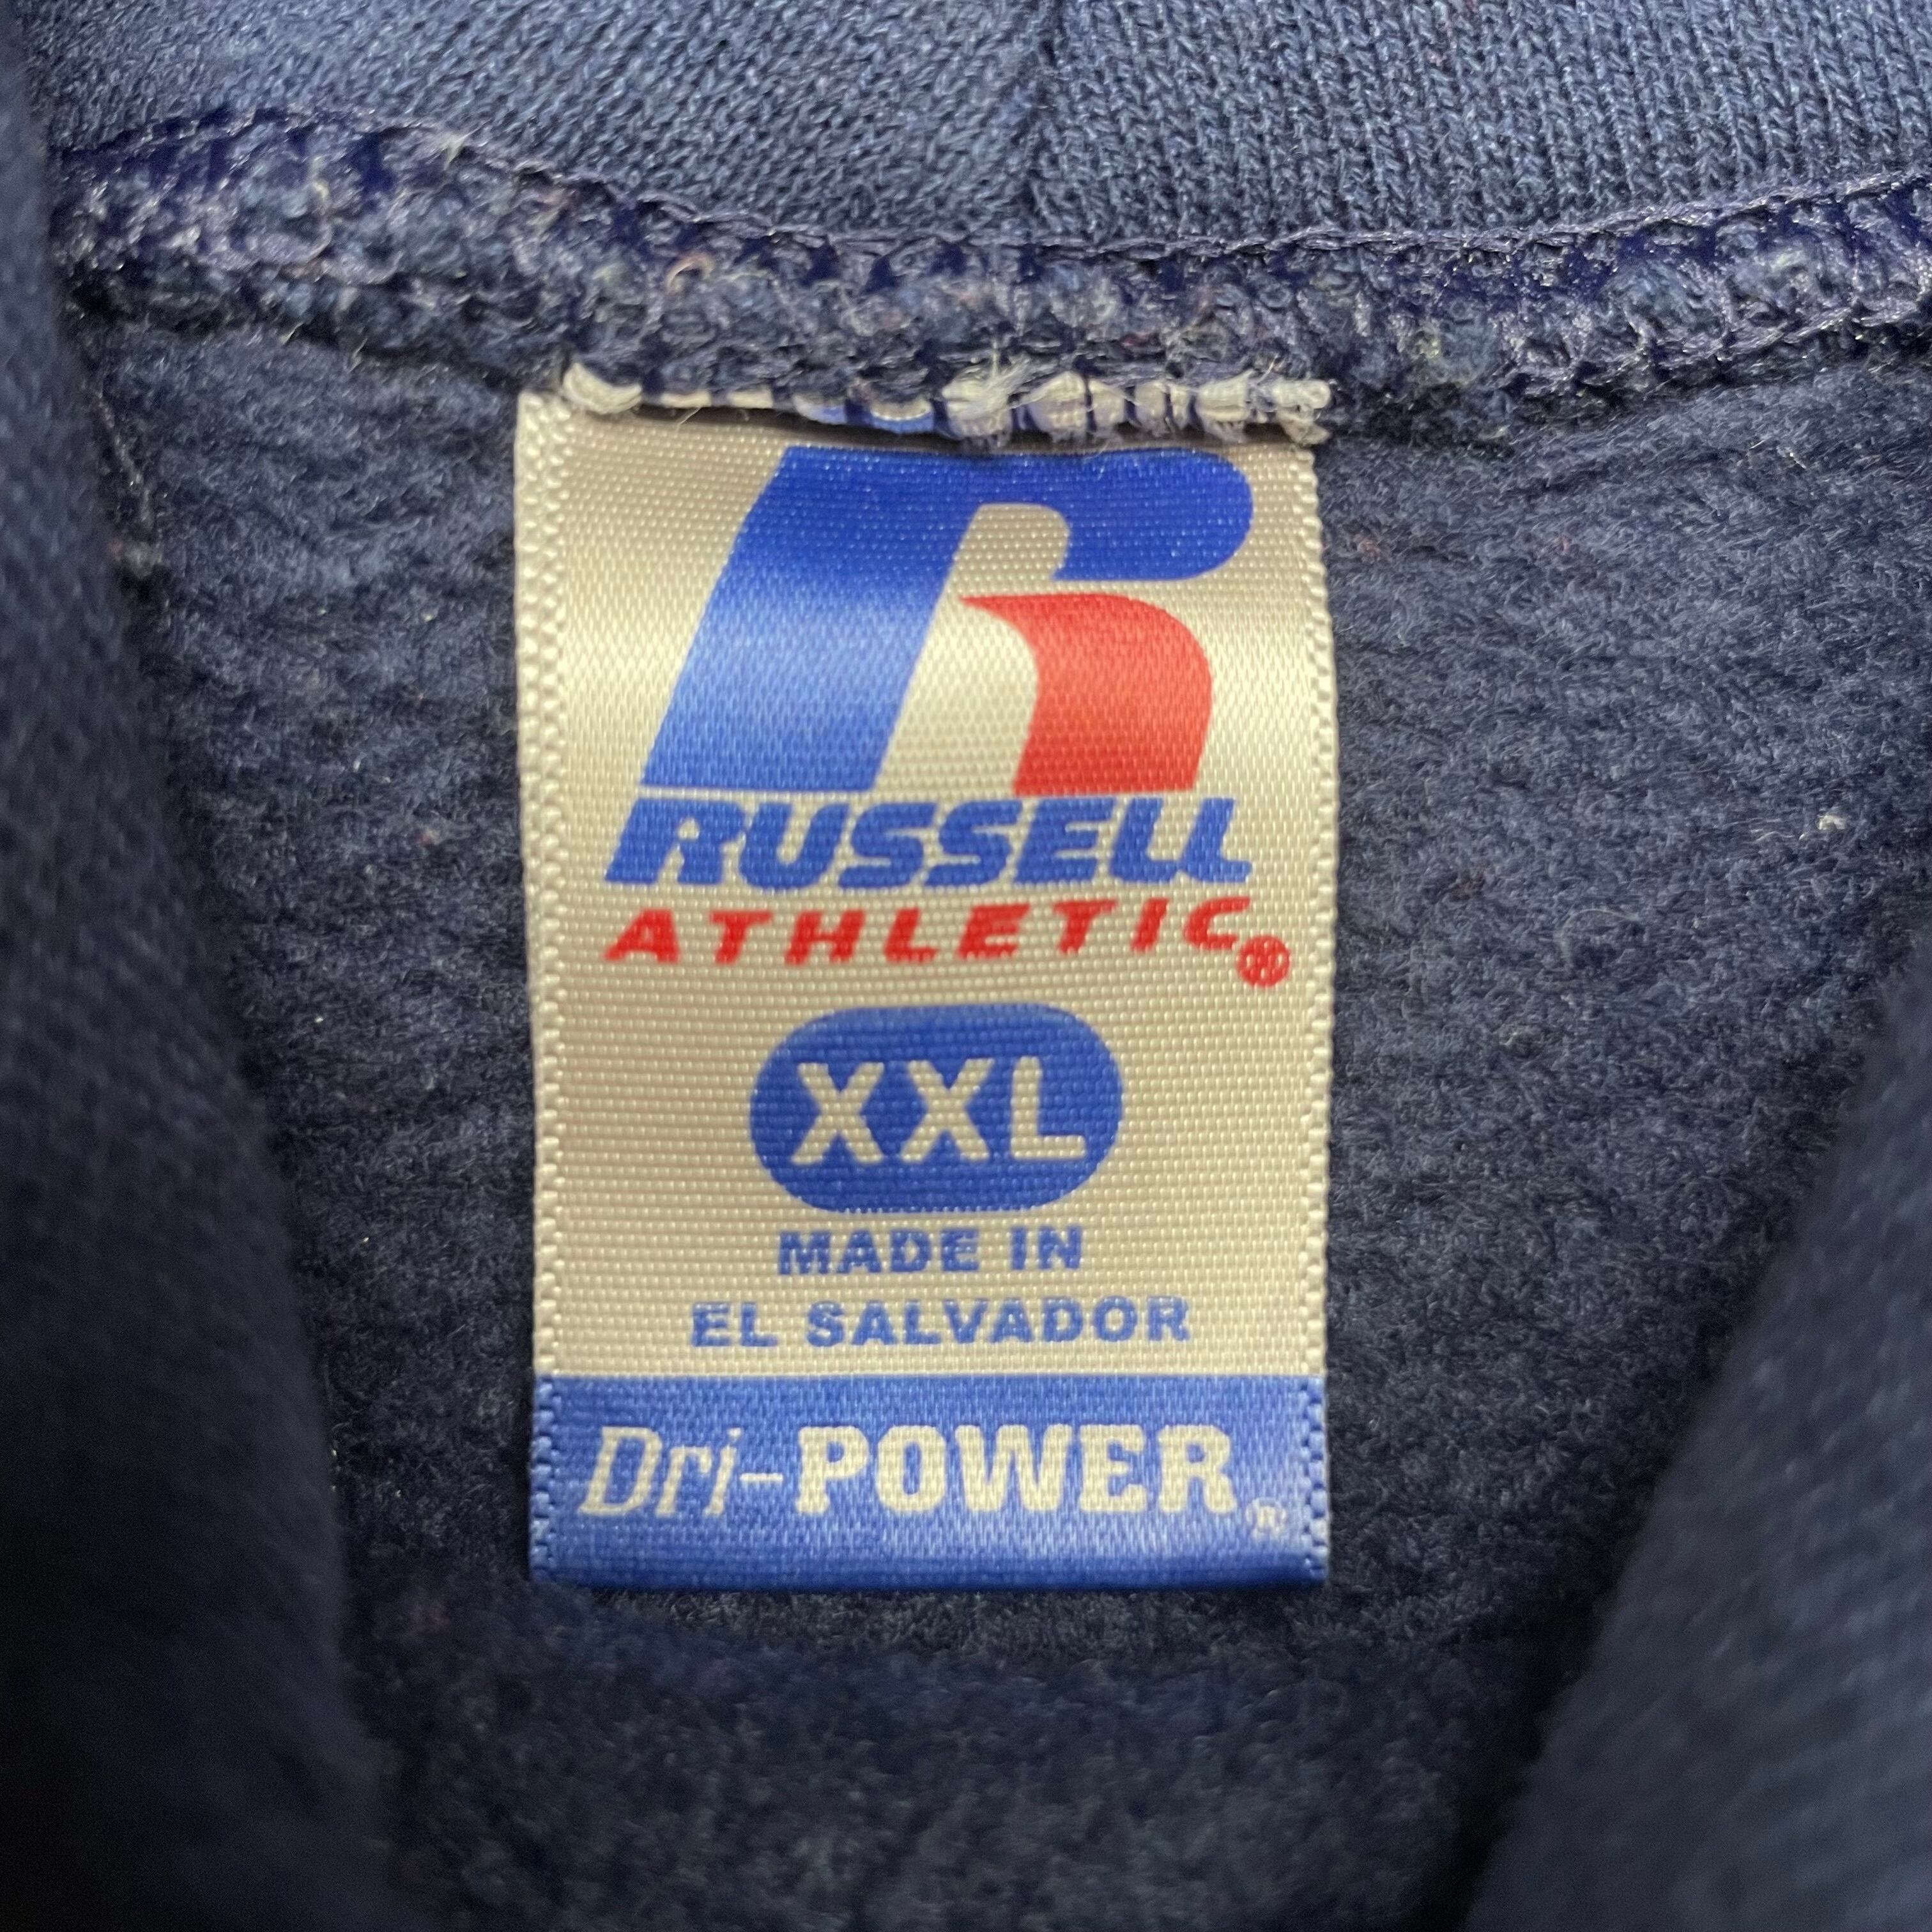 R
RUSSELL
ATHLETIC®
XXL
MADE IN
EL SALVADOR
Dri-POWER®